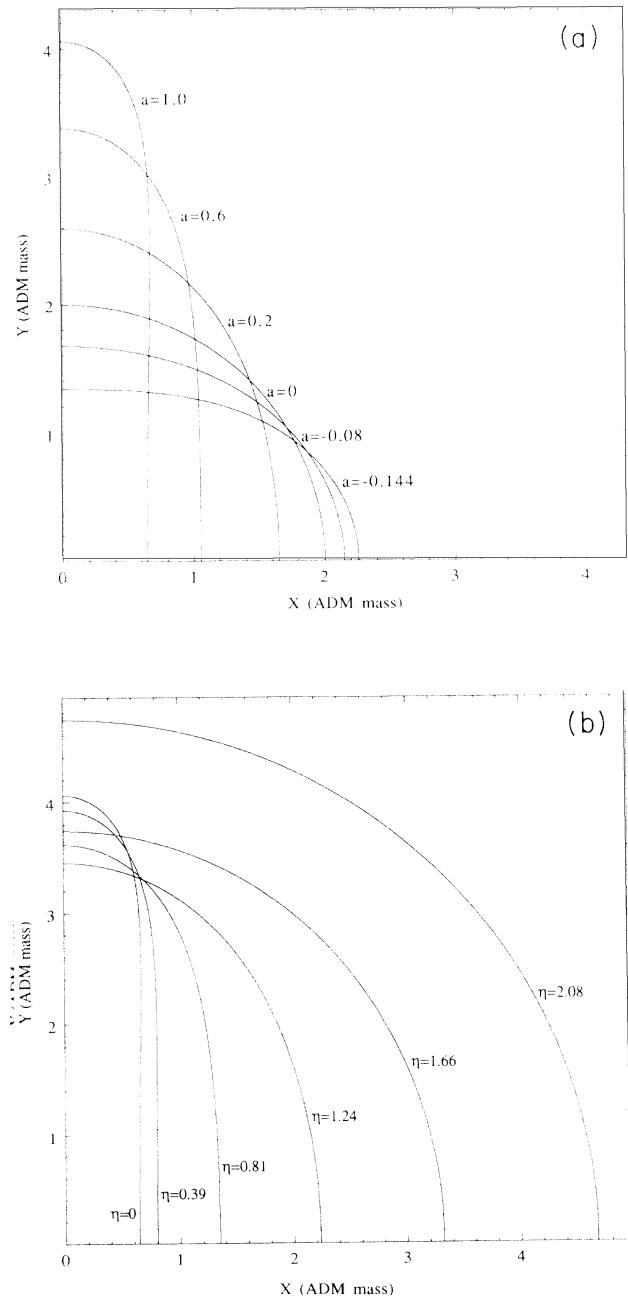 (a)
4
3
2
1
0
1
2
3
4
Y (ADM mass)
X (ADM mass)
a=1.0
a=0.6
a=0.2
a=0
a=-0.08
a=-0.144
(b)
4
3
2
1
0
1
2
3
4
Y (ADM mass)
X (ADM mass)
η=2.08
η=1.66
η=1.24
η=0.81
η=0.39
η=0